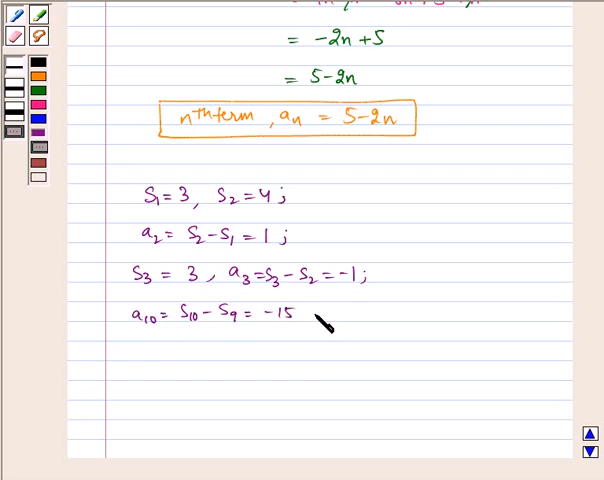 = -2n + 5
= 5-2n
nth term, an = 5-2n
S1 = 3, S2 = 4;
a2 = S2 - S1 = 1;
S3 = 3, a3 = S3 - S2 = -1;
a10 = S10 - S9 = -15